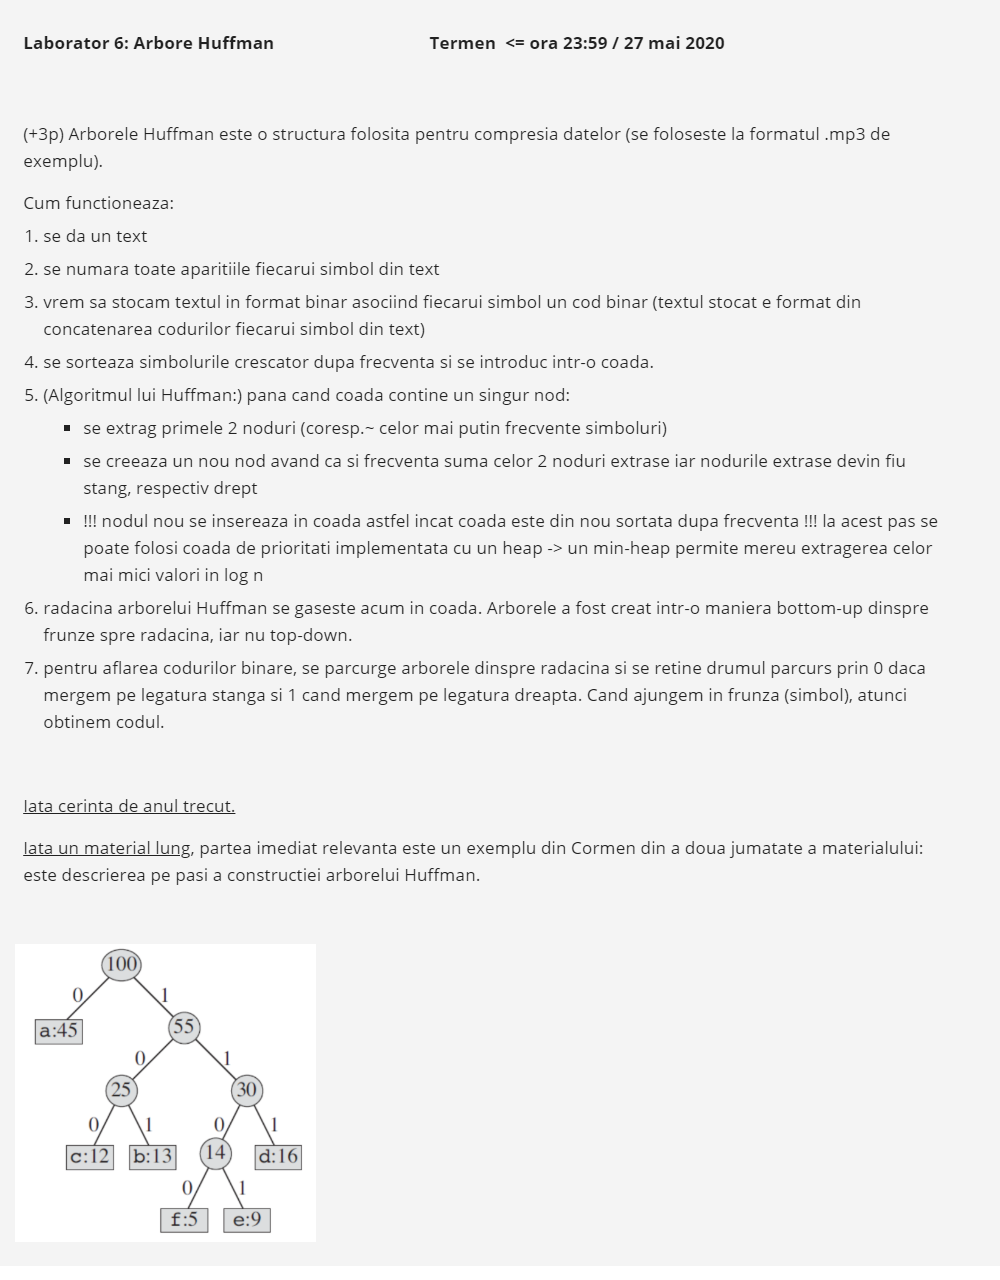 Laborator 6: Arbore Huffman Termen <= ora 23:59 / 27 mai 2020
(+3p) Arborele Huffman este o structura folosita pentru compresia datelor (se foloseste la formatul .mp3 de
exemplu).
Cum functioneaza:
1. se da un text
2. se numara toate aparitiile fiecarui simbol din text
3. vrem sa stocam textul in format binar asociind fiecarui simbol un cod binar (textul stocat e format din
concatenarea codurilor fiecarui simbol din text)
4. se sorteaza simbolurile crescator dupa frecventa si se introduc intr-o coada.
5. (Algoritmul lui Huffman:) pana cand coada contine un singur nod:
▪ se extrag primele 2 noduri (coresp.~ celor mai putin frecvente simboluri)
▪ se creeaza un nou nod avand ca si frecventa suma celor 2 noduri extrase iar nodurile extrase devin fiu
stang, respectiv drept
▪ !!! nodul nou se insereaza in coada astfel incat coada este din nou sortata dupa frecventa !!! la acest pas se
poate folosi coada de prioritati implementata cu un heap -> un min-heap permite mereu extragerea celor
mai mici valori in log n
6. radacina arborelui Huffman se gaseste acum in coada. Arborele a fost creat intr-o maniera bottom-up dinspre
frunze spre radacina, iar nu top-down.
7. pentru aflarea codurilor binare, se parcurge arborele dinspre radacina si se retine drumul parcurs prin 0 daca
mergem pe legatura stanga si 1 cand mergem pe legatura dreapta. Cand ajungem in frunza (simbol), atunci
obtinem codul.
Iata cerinta de anul trecut.
Iata un material lung, partea imediat relevanta este un exemplu din Cormen din a doua jumatate a materialului:
este descrierea pe pasi a constructiei arborelui Huffman.
100
0 1
a:45 55
0 1
25 30
0 1 0 1
c:12 b:13 14 d:16
0 1
f:5 e:9